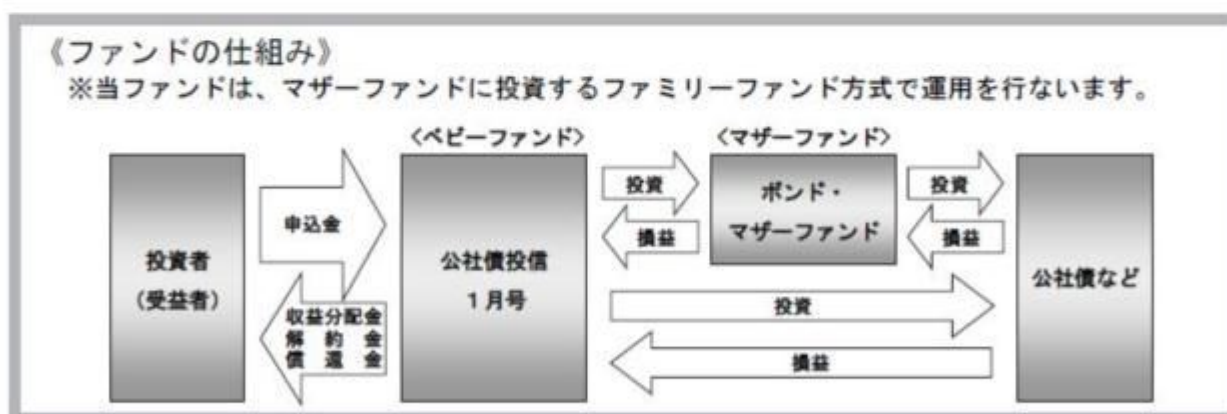 《ファンドの仕組み》
※当ファンドは、マザーファンドに投資するファミリーファンド方式で運用を行ないます。
〈ベビーファンド〉
〈マザーファンド〉
投資者
(受益者)
申込金
収益分配金
解約金
償還金
公社債投信
1月号
投資
損益
ボンド・
マザーファンド
投資
損益
投資
損益
公社債など